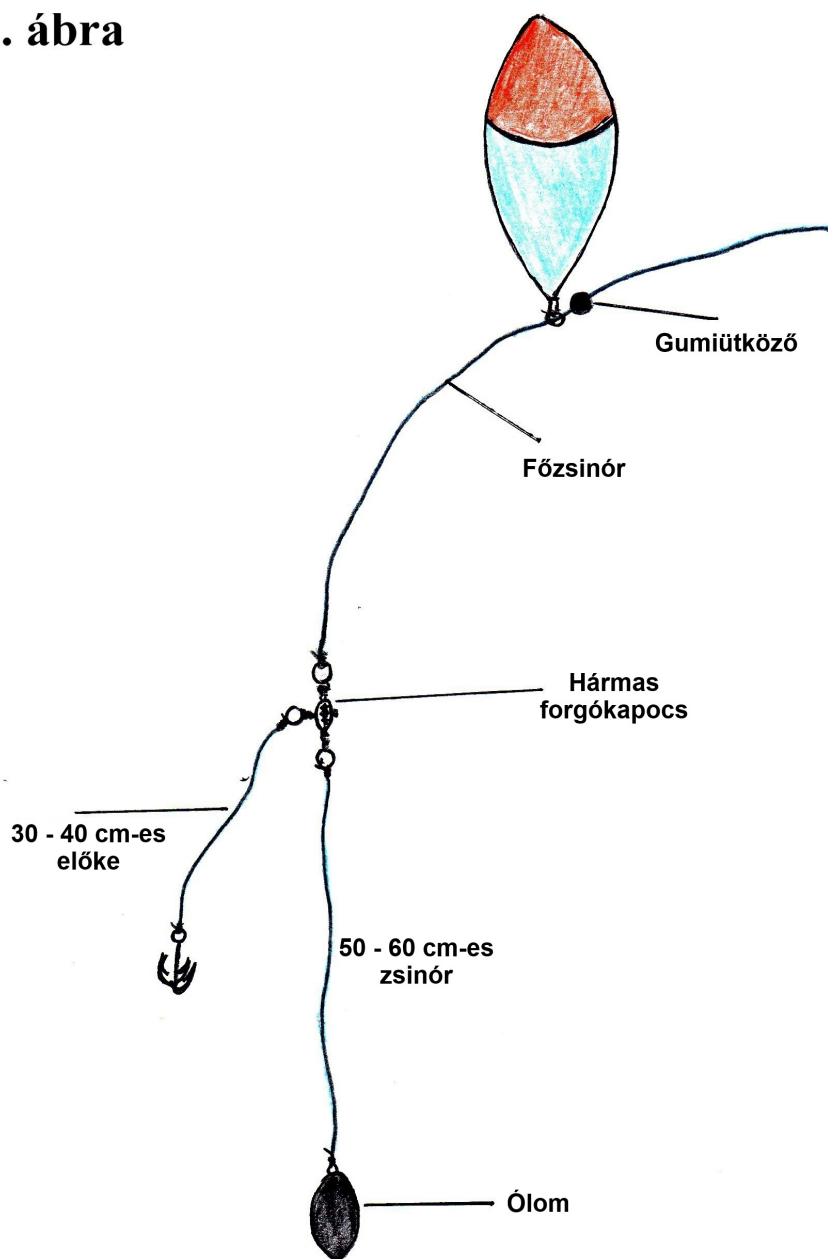 . ábra
Gumiütköző
Főzsinór
Hármas
forgókapocs
30 - 40 cm-es
előke
50 - 60 cm-es
zsinór
Ólom